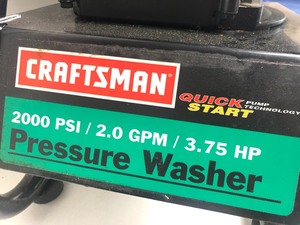 CRAFTSMAN
QUICK START PUMP TECHNOLOGY
2000 PSI / 2.0 GPM / 3.75 HP
Pressure Washer